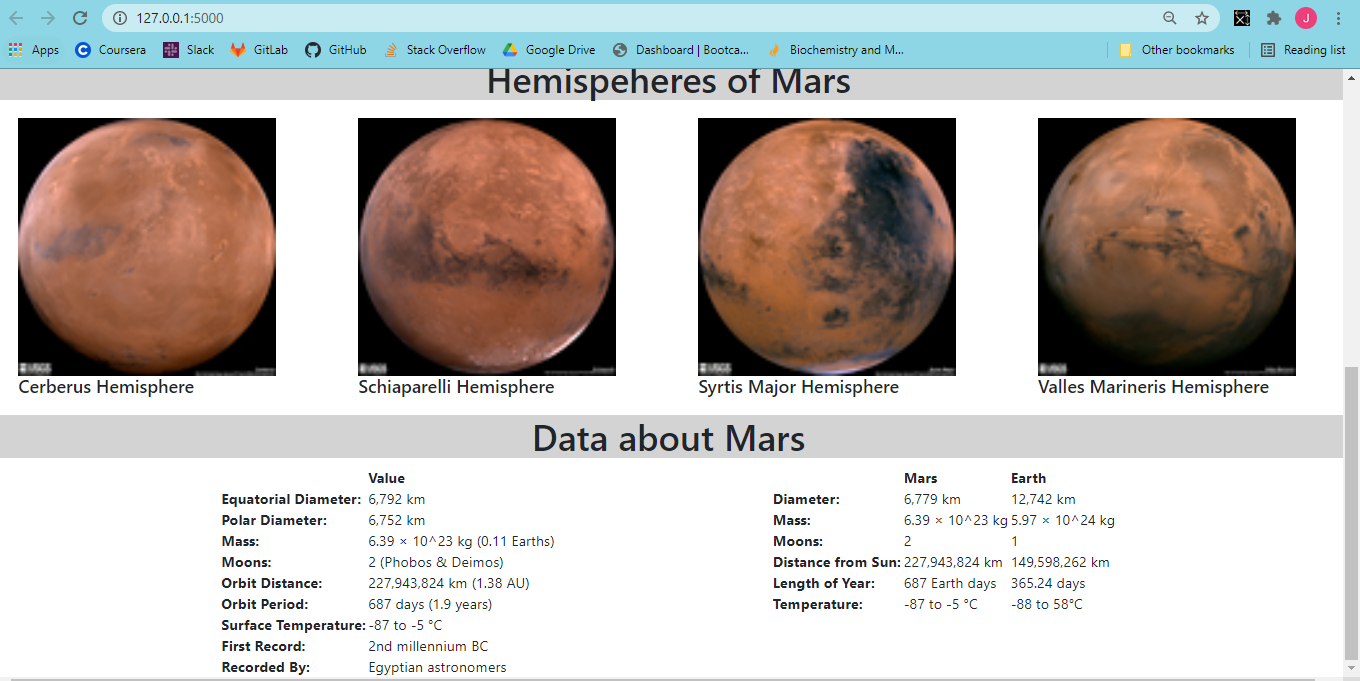 127.0.0.1:5000
Apps Coursera Slack GitLab GitHub Stack Overflow Google Drive Dashboard | Bootca... Biochemistry and M... Other bookmarks Reading list
Hemispeheres of Mars
USGS USGS USGS USGS
Cerberus Hemisphere Schiaparelli Hemisphere Syrtis Major Hemisphere Valles Marineris Hemisphere
Data about Mars
Value
Equatorial Diameter: 6,792 km
Polar Diameter: 6,752 km
Mass: 6.39 × 10^23 kg (0.11 Earths)
Moons: 2 (Phobos & Deimos)
Orbit Distance: 227,943,824 km (1.38 AU)
Orbit Period: 687 days (1.9 years)
Surface Temperature: -87 to -5 °C
First Record: 2nd millennium BC
Recorded By: Egyptian astronomers
Mars Earth
Diameter: 6,779 km 12,742 km
Mass: 6.39 × 10^23 kg 5.97 × 10^24 kg
Moons: 2 1
Distance from Sun: 227,943,824 km 149,598,262 km
Length of Year: 687 Earth days 365.24 days
Temperature: -87 to -5 °C -88 to 58°C